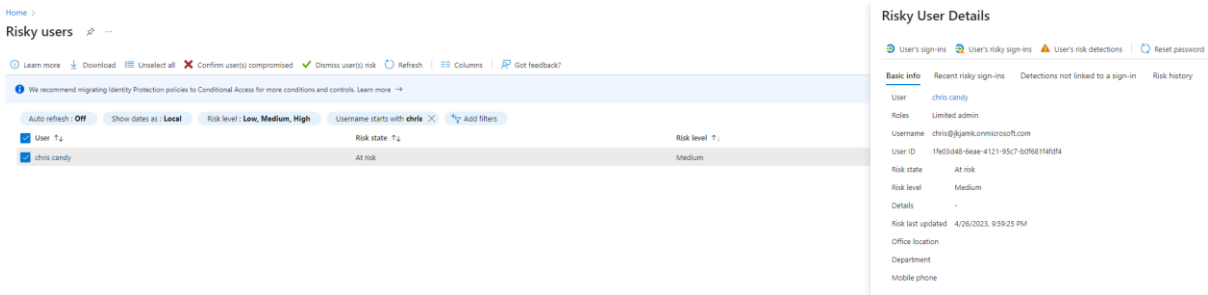 Home >
Risky users ...
Learn more Download Unselect all Confirm user(s) compromised Dismiss user(s) risk Refresh Columns Got feedback?
We recommend migrating Identity Protection policies to Conditional Access for more conditions and controls. Learn more →
Auto refresh : Off Show dates as : Local Risk level : Low, Medium, High Username starts with chris Add filters
User ↑↓ Risk state ↑↓ Risk level ↑↓
chris candy At risk Medium
Risky User Details
User's sign-ins User's risky sign-ins User's risk detections Reset password
Basic info Recent risky sign-ins Detections not linked to a sign-in Risk history
User chris candy
Roles Limited admin
Username chris@jkjamk.onmicrosoft.com
User ID 1fe03d48-6eae-4121-95c7-b0f681f4fdf4
Risk state At risk
Risk level Medium
Details -
Risk last updated 4/26/2023, 9:59:25 PM
Office location
Department
Mobile phone